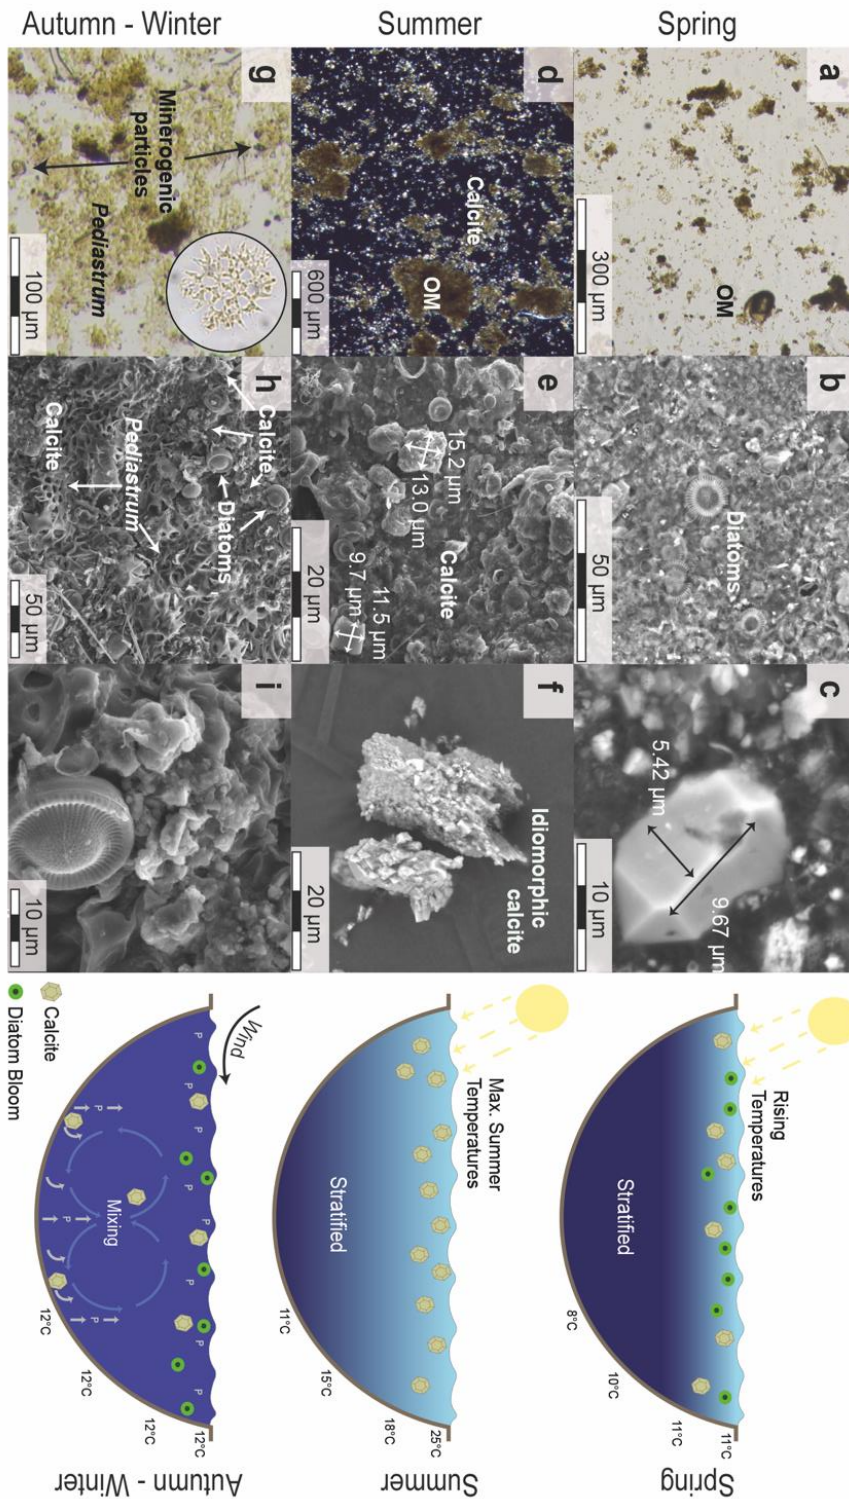 Spring
a
OM
300 µm
b
Diatoms
50 µm
c
5.42 µm
9.67 µm
10 µm
Rising
Temperatures
Stratified
8°C
10°C
11°C
11°C
Spring
Summer
d
Calcite
OM
600 µm
e
15.2 µm
13.0 µm
Calcite
11.5 µm
9.7 µm
20 µm
f
Idiomorphic
calcite
20 µm
Max. Summer
Temperatures
Stratified
11°C
15°C
18°C
25°C
Summer
Autumn - Winter
g
Minerogenic
particles
Pediastrum
100 µm
h
Calcite
Diatoms
Pediastrum
Calcite
50 µm
i
10 µm
Wind
P
P
P
P
P
P
P
P
Mixing
12°C
12°C
12°C
12°C
Autumn - Winter
Calcite
Diatom Bloom